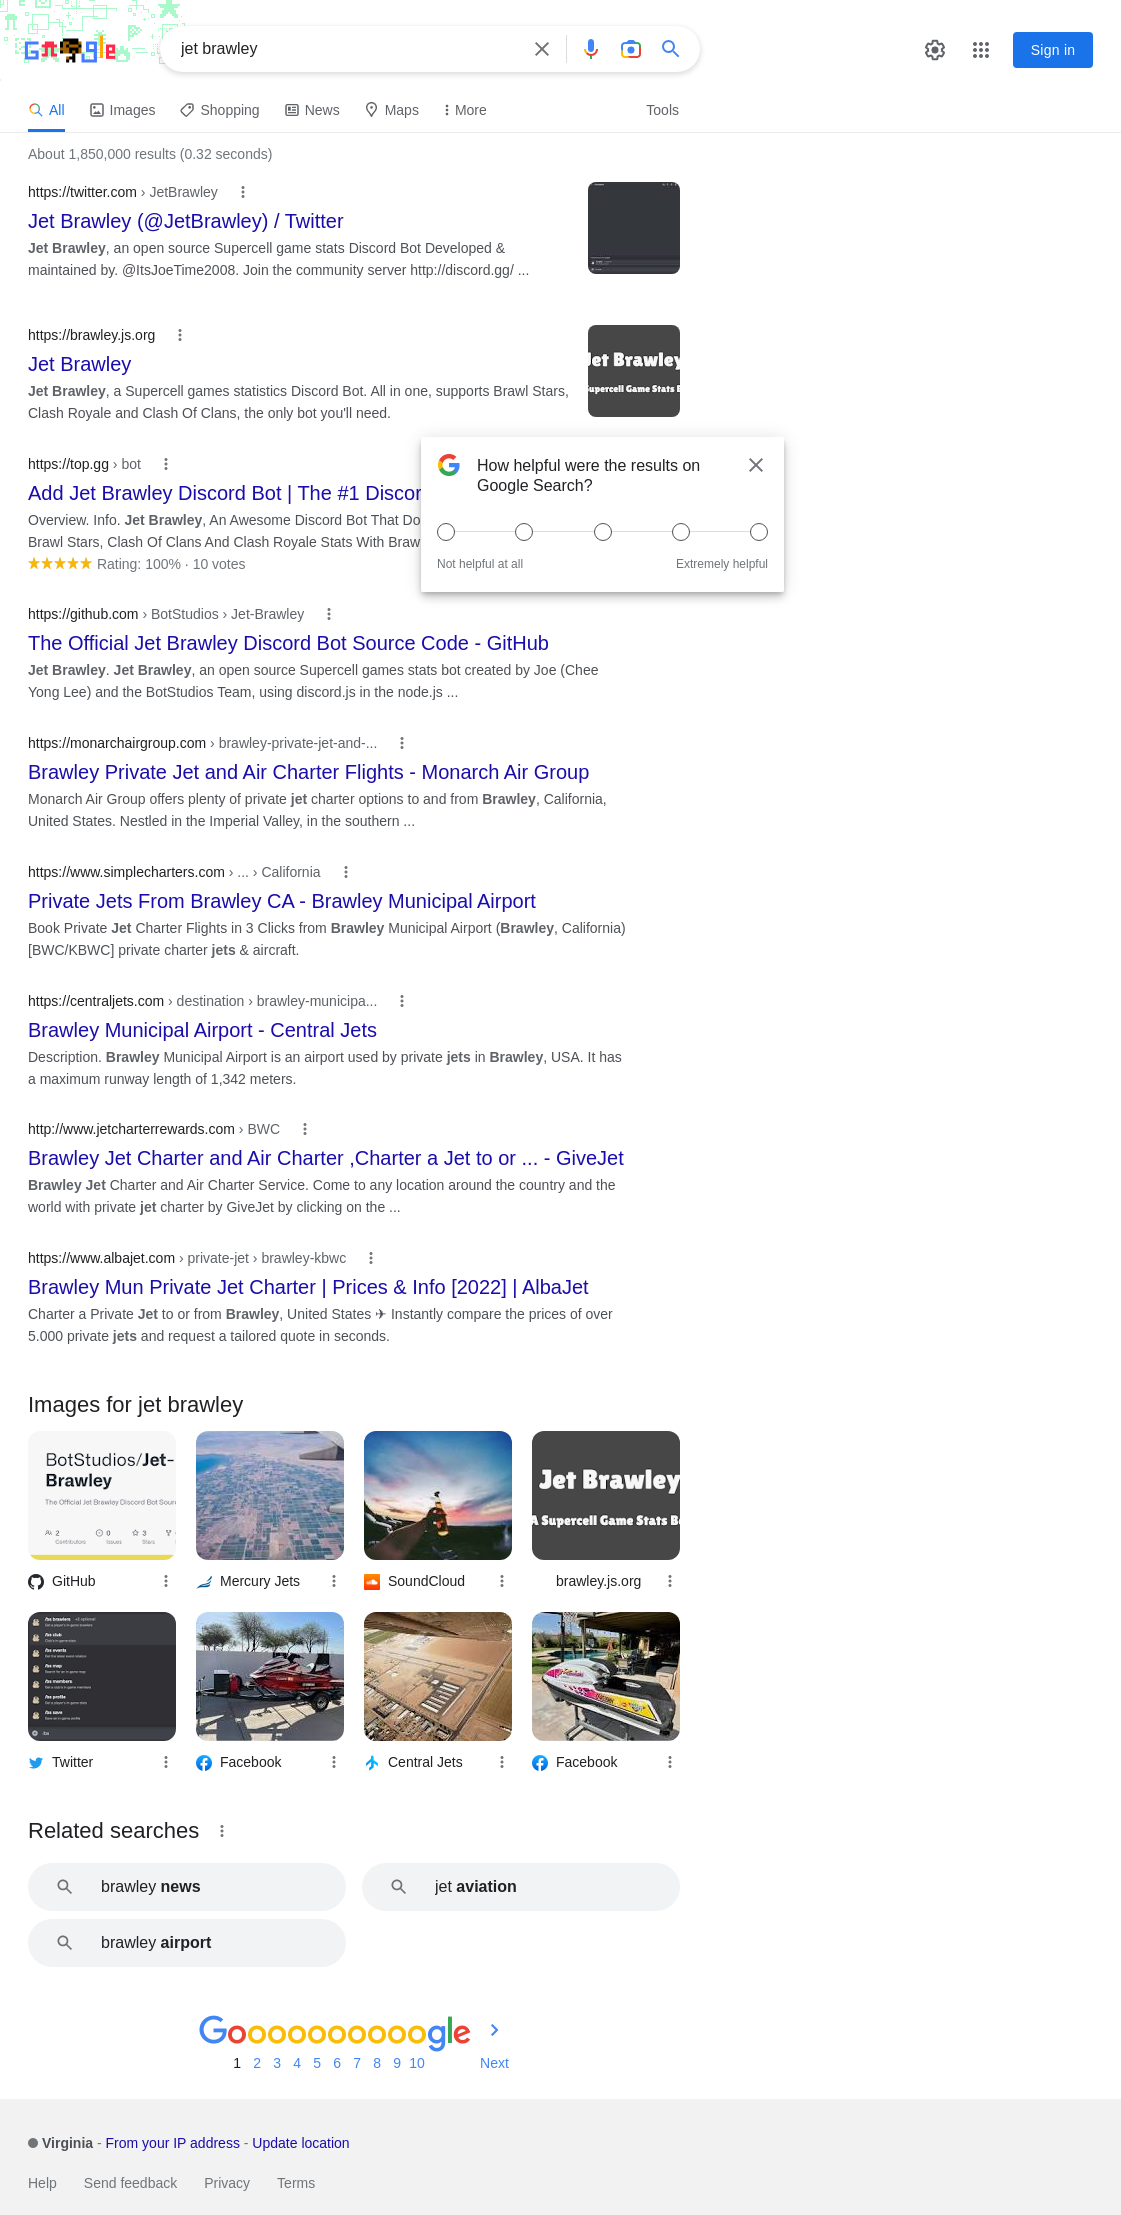 jet brawley
Sign in
All
Images
Shopping
News
Maps
More
Tools
About 1,850,000 results (0.32 seconds)
https://twitter.com › JetBrawley
Jet Brawley (@JetBrawley) / Twitter
Jet Brawley, an open source Supercell game stats Discord Bot Developed &
maintained by. @ItsJoeTime2008. Join the community server http://discord.gg/ ...
https://brawley.js.org
Jet Brawley
Jet Brawley, a Supercell games statistics Discord Bot. All in one, supports Brawl Stars,
Clash Royale and Clash Of Clans, the only bot you'll need.
Jet Brawley
Supercell Game Stats B
https://top.gg › bot
Add Jet Brawley Discord Bot | The #1 Discor
Overview. Info. Jet Brawley, An Awesome Discord Bot That Do
Brawl Stars, Clash Of Clans And Clash Royale Stats With Braw
Rating: 100% · 10 votes
How helpful were the results on
Google Search?
Not helpful at all
Extremely helpful
https://github.com › BotStudios › Jet-Brawley
The Official Jet Brawley Discord Bot Source Code - GitHub
Jet Brawley. Jet Brawley, an open source Supercell games stats bot created by Joe (Chee
Yong Lee) and the BotStudios Team, using discord.js in the node.js ...
https://monarchairgroup.com › brawley-private-jet-and-...
Brawley Private Jet and Air Charter Flights - Monarch Air Group
Monarch Air Group offers plenty of private jet charter options to and from Brawley, California,
United States. Nestled in the Imperial Valley, in the southern ...
https://www.simplecharters.com › ... › California
Private Jets From Brawley CA - Brawley Municipal Airport
Book Private Jet Charter Flights in 3 Clicks from Brawley Municipal Airport (Brawley, California)
[BWC/KBWC] private charter jets & aircraft.
https://centraljets.com › destination › brawley-municipa...
Brawley Municipal Airport - Central Jets
Description. Brawley Municipal Airport is an airport used by private jets in Brawley, USA. It has
a maximum runway length of 1,342 meters.
http://www.jetcharterrewards.com › BWC
Brawley Jet Charter and Air Charter ,Charter a Jet to or ... - GiveJet
Brawley Jet Charter and Air Charter Service. Come to any location around the country and the
world with private jet charter by GiveJet by clicking on the ...
https://www.albajet.com › private-jet › brawley-kbwc
Brawley Mun Private Jet Charter | Prices & Info [2022] | AlbaJet
Charter a Private Jet to or from Brawley, United States ✈ Instantly compare the prices of over
5.000 private jets and request a tailored quote in seconds.
Images for jet brawley
BotStudios/Jet-
Brawley
The Official Jet Brawley Discord Bot Sour
2
0
3
Contributors
Issues
Stars
Jet Brawley
A Supercell Game Stats Bo
GitHub
Mercury Jets
SoundCloud
brawley.js.org
/bs brawlers
/bs club
/bs events
/bs map
/bs members
/bs profile
/bs save
Twitter
Facebook
Central Jets
Facebook
Related searches
brawley news
jet aviation
brawley airport
Goooooooooogle
1 2 3 4 5 6 7 8 9 10
Next
Virginia - From your IP address - Update location
Help
Send feedback
Privacy
Terms